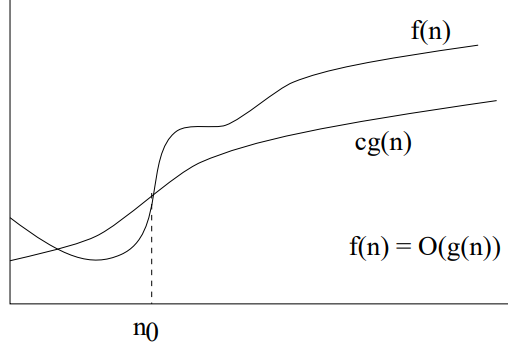 f(n)
cg(n)
f(n) = O(g(n))
n0